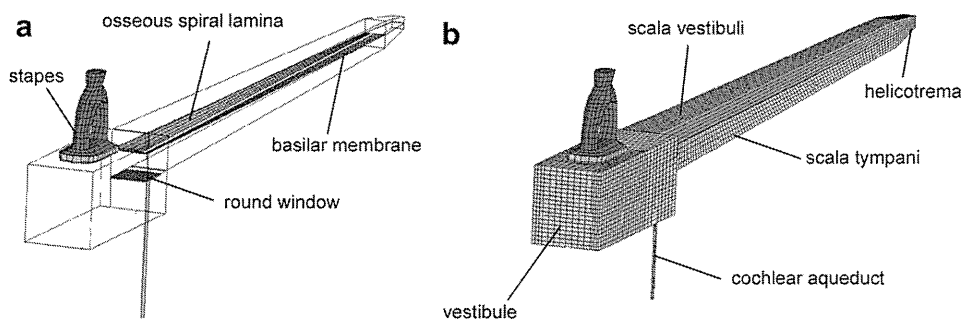 a
osseous spiral lamina
stapes
basilar membrane
round window
b
scala vestibuli
helicotrema
scala tympani
cochlear aqueduct
vestibule